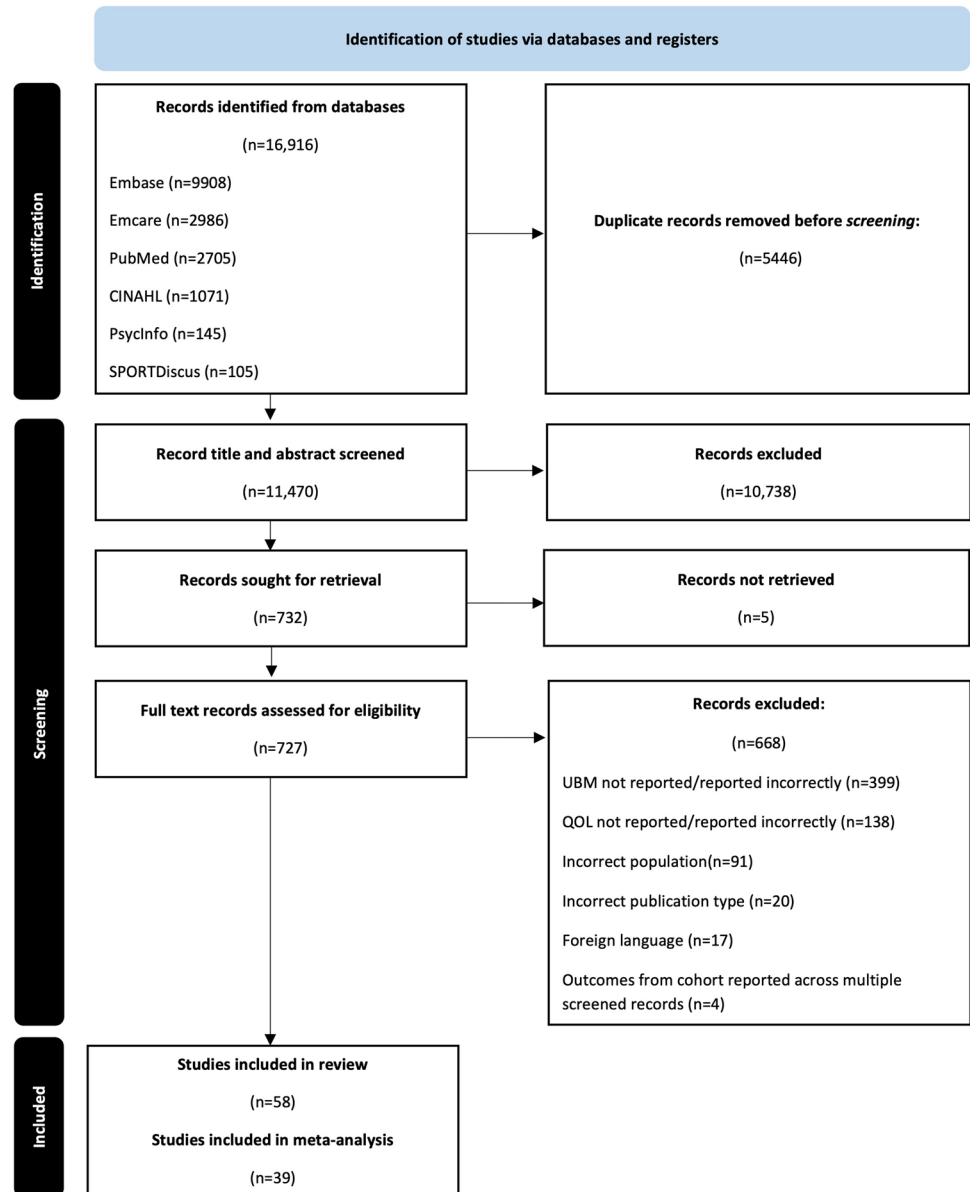 Identification of studies via databases and registers
Identification
Records identified from databases
(n=16,916)
Embase (n=9908)
Emcare (n=2986)
PubMed (n=2705)
CINAHL (n=1071)
PsycInfo (n=145)
SPORTDiscus (n=105)
Duplicate records removed before screening:
(n=5446)
Screening
Record title and abstract screened
(n=11,470)
Records excluded
(n=10,738)
Records sought for retrieval
(n=732)
Records not retrieved
(n=5)
Full text records assessed for eligibility
(n=727)
Records excluded:
(n=668)
UBM not reported/reported incorrectly (n=399)
QOL not reported/reported incorrectly (n=138)
Incorrect population(n=91)
Incorrect publication type (n=20)
Foreign language (n=17)
Outcomes from cohort reported across multiple
screened records (n=4)
Included
Studies included in review
(n=58)
Studies included in meta-analysis
(n=39)